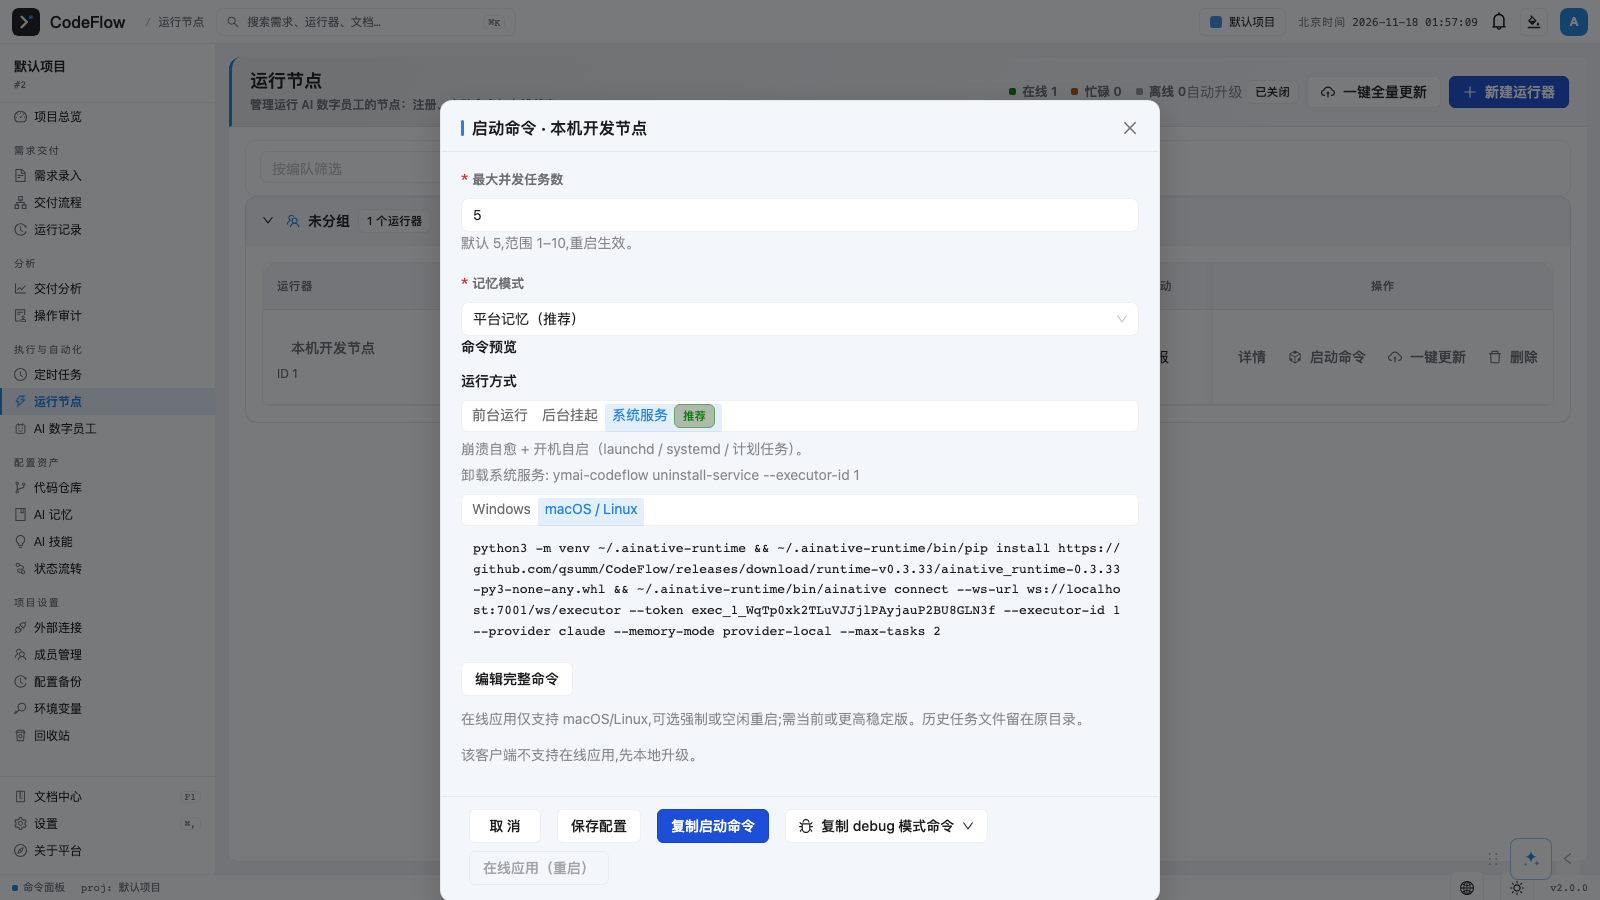 CodeFlow
/ 运行节点
搜索需求、运行器、文档...
⌘K
默认项目
北京时间 2026-11-18 01:57:09
A
默认项目
#2
项目总览
需求交付
需求录入
交付流程
运行记录
分析
交付分析
操作审计
执行与自动化
定时任务
运行节点
AI 数字员工
配置资产
代码仓库
AI 记忆
AI 技能
状态流转
项目设置
外部连接
成员管理
配置备份
环境变量
回收站
文档中心 F1
设置 ⌘,
关于平台
运行节点
管理运行 AI 数字员工的节点：注册、
在线 1 忙碌 0 离线 0 自动升级 已关闭
一键全量更新
新建运行器
按编队筛选
未分组 1 个运行器
运行器
动
操作
本机开发节点
ID 1
服
详情 启动命令 一键更新 删除
启动命令 · 本机开发节点
* 最大并发任务数
5
默认 5,范围 1–10,重启生效。
* 记忆模式
平台记忆（推荐）
命令预览
运行方式
前台运行 后台挂起 系统服务 推荐
崩溃自愈 + 开机自启（launchd / systemd / 计划任务）。
卸载系统服务: ymai-codeflow uninstall-service --executor-id 1
Windows macOS / Linux
python3 -m venv ~/.ainative-runtime && ~/.ainative-runtime/bin/pip install https://
github.com/qsumm/CodeFlow/releases/download/runtime-v0.3.33/ainative_runtime-0.3.33
-py3-none-any.whl && ~/.ainative-runtime/bin/ainative connect --ws-url ws://localho
st:7001/ws/executor --token exec_1_WqTp0xk2TLuVJJjlPAyjauP2BU8GLN3f --executor-id 1
--provider claude --memory-mode provider-local --max-tasks 2
编辑完整命令
在线应用仅支持 macOS/Linux,可选强制或空闲重启;需当前或更高稳定版。历史任务文件留在原目录。
该客户端不支持在线应用,先本地升级。
取 消 保存配置 复制启动命令 复制 debug 模式命令
在线应用（重启）
命令面板 proj: 默认项目
v2.0.0